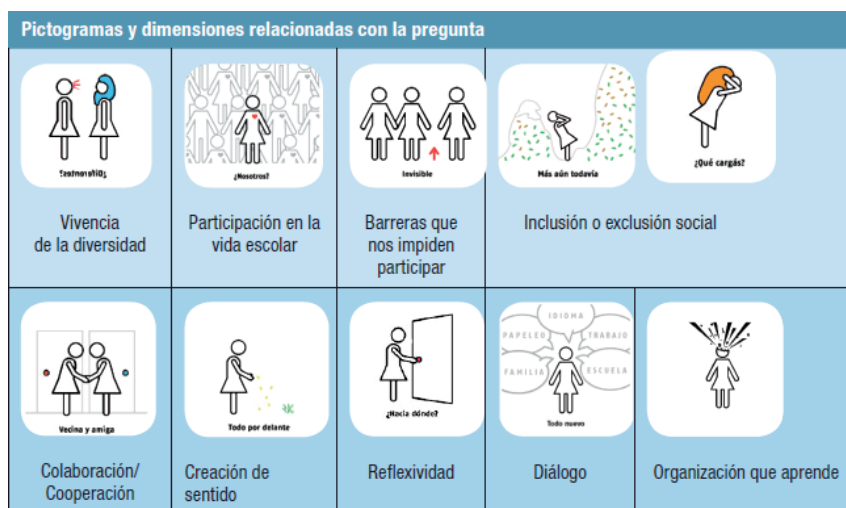 Pictogramas y dimensiones relacionadas con la pregunta
¿Nosotros?
Invisible
Más aún todavía
¿Qué cargás?
Vivencia
de la diversidad
Participación en la
vida escolar
Barreras que
nos impiden
participar
Inclusión o exclusión social
Vecina y amiga
Todo por delante
¿Hacia dónde?
IDIOMA
PAPELEO
TRABAJO
FAMILIA
ESCUELA
Todo nuevo
Colaboración/
Cooperación
Creación de
sentido
Reflexividad
Diálogo
Organización que aprende